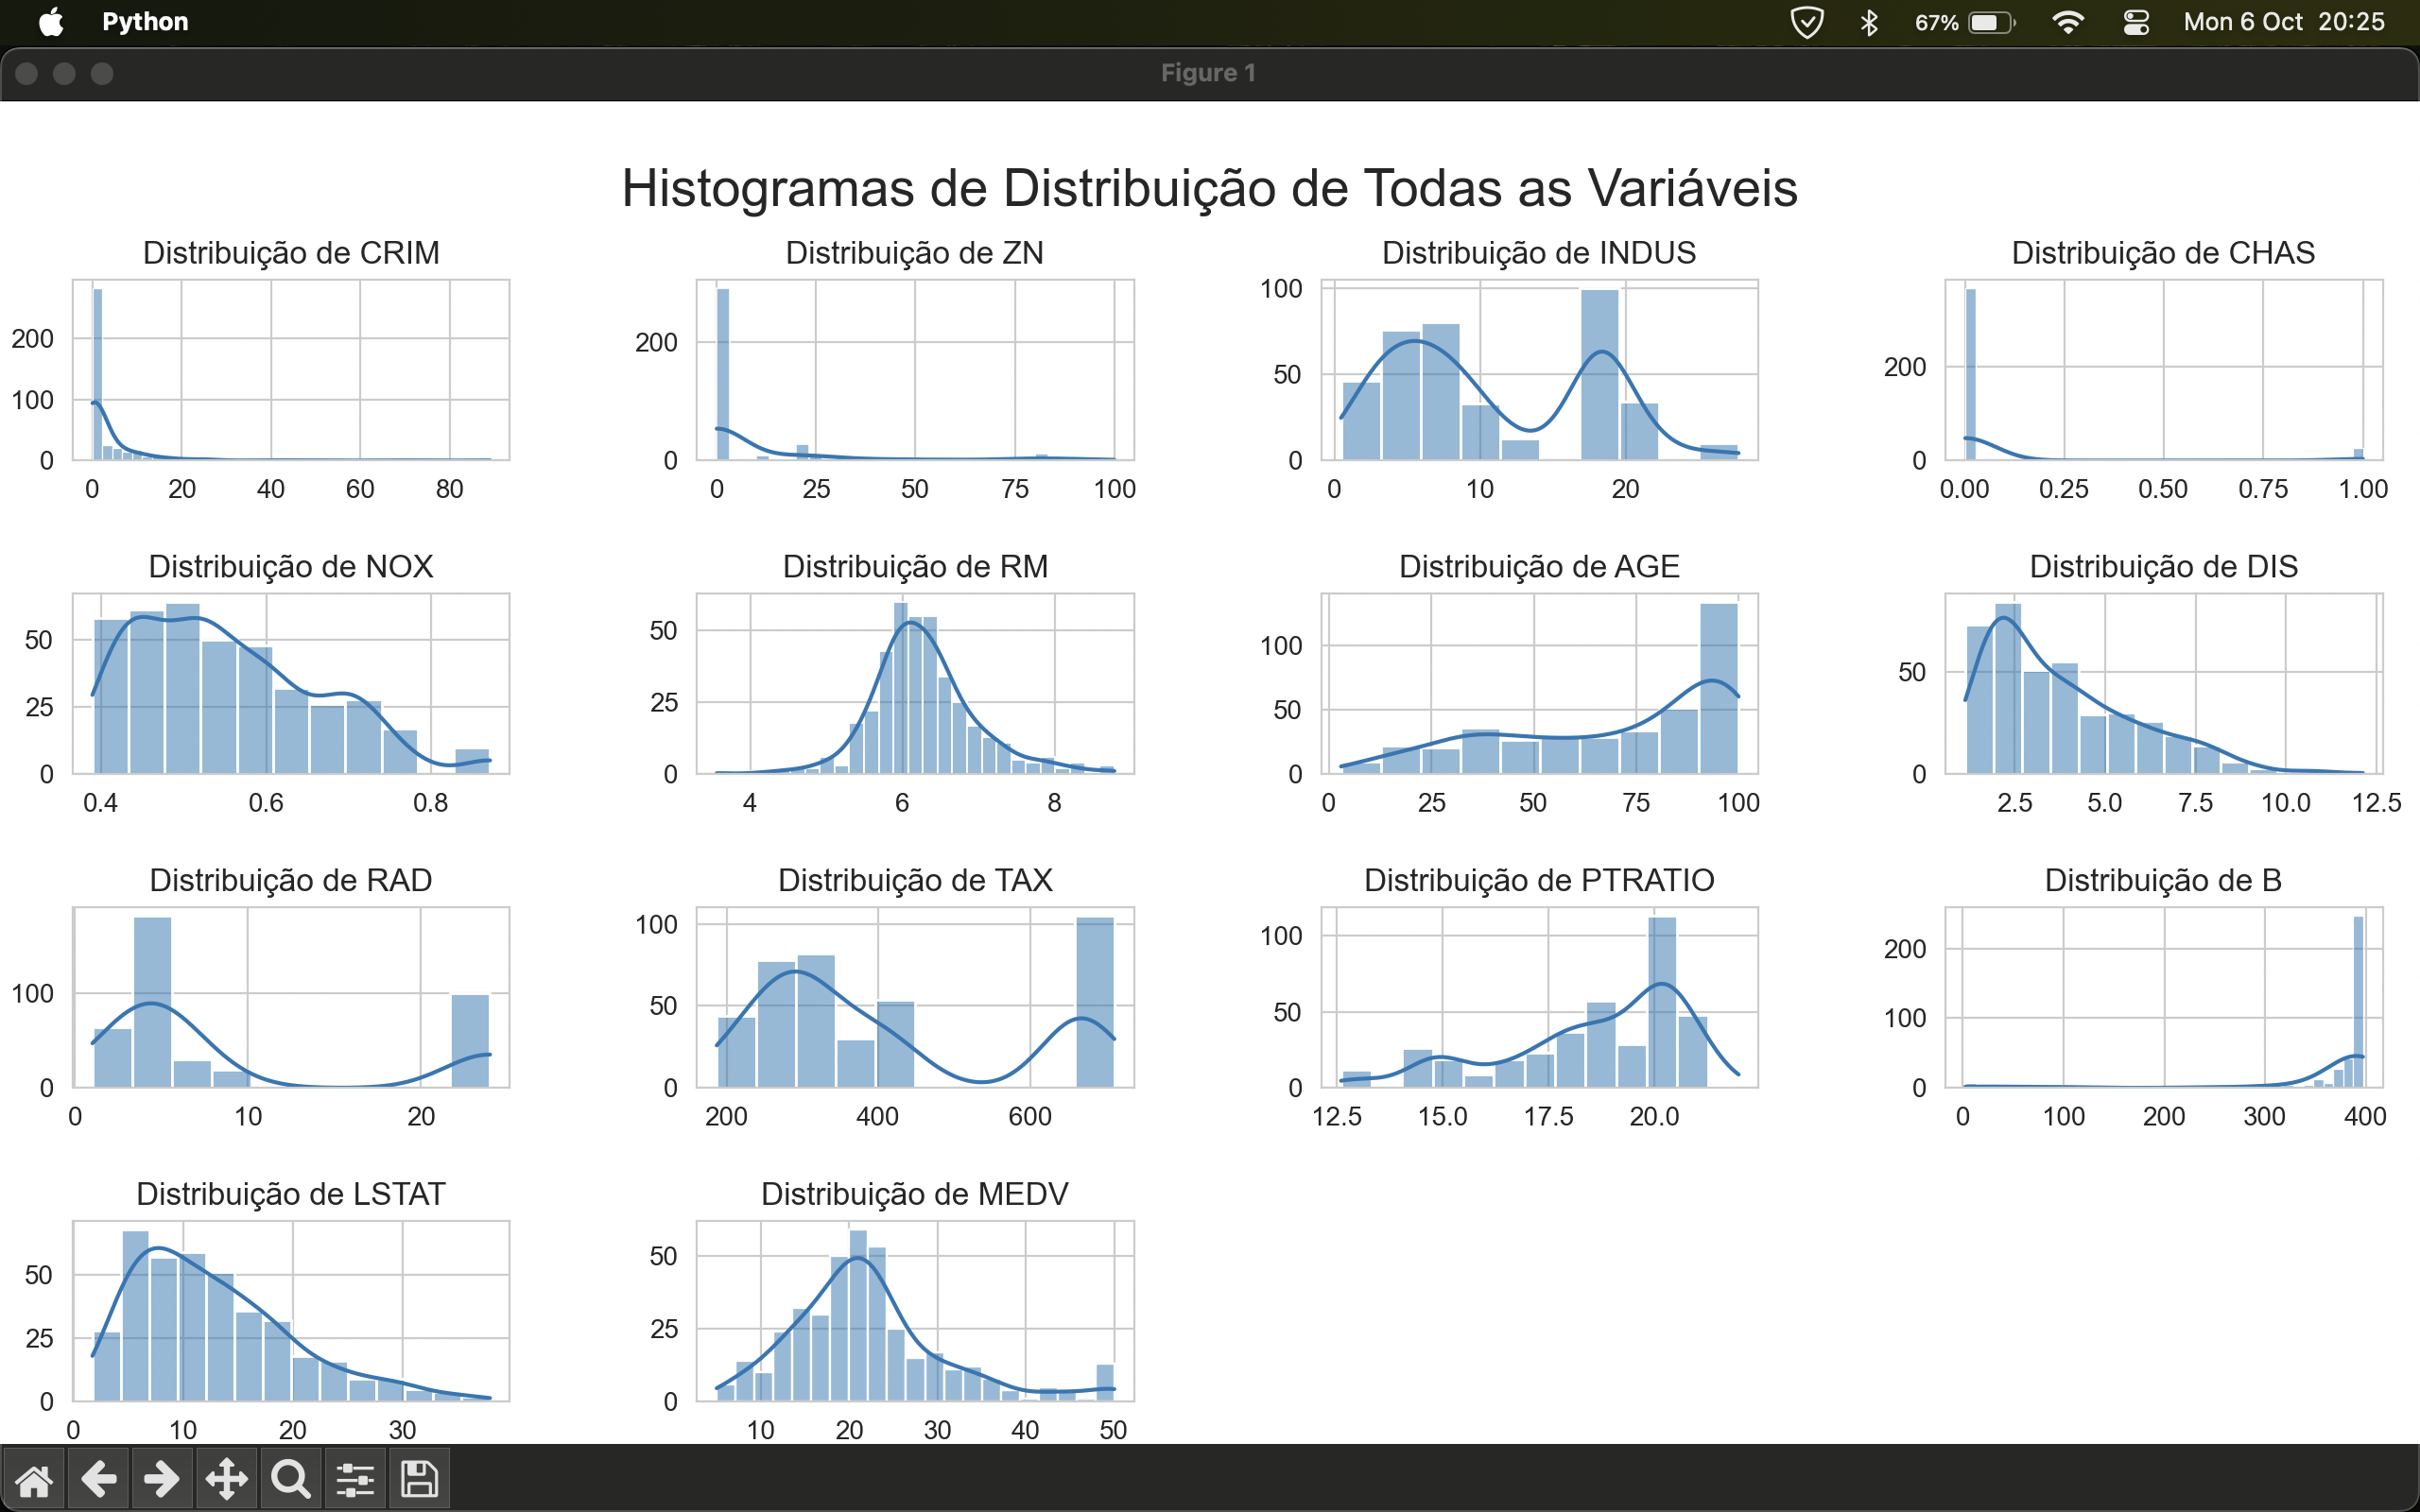 Python 67% Mon 6 Oct 20:25
Figure 1
Histogramas de Distribuição de Todas as Variáveis
Distribuição de CRIM
200
100
0
0 20 40 60 80
Distribuição de ZN
200
0
0 25 50 75 100
Distribuição de INDUS
100
50
0
0 10 20
Distribuição de CHAS
200
0
0.00 0.25 0.50 0.75 1.00
Distribuição de NOX
50
25
0
0.4 0.6 0.8
Distribuição de RM
50
25
0
4 6 8
Distribuição de AGE
100
50
0
0 25 50 75 100
Distribuição de DIS
50
0
2.5 5.0 7.5 10.0 12.5
Distribuição de RAD
100
0
0 10 20
Distribuição de TAX
100
50
0
200 400 600
Distribuição de PTRATIO
100
50
0
12.5 15.0 17.5 20.0
Distribuição de B
200
100
0
0 100 200 300 400
Distribuição de LSTAT
50
25
0
0 10 20 30
Distribuição de MEDV
50
25
0
10 20 30 40 50